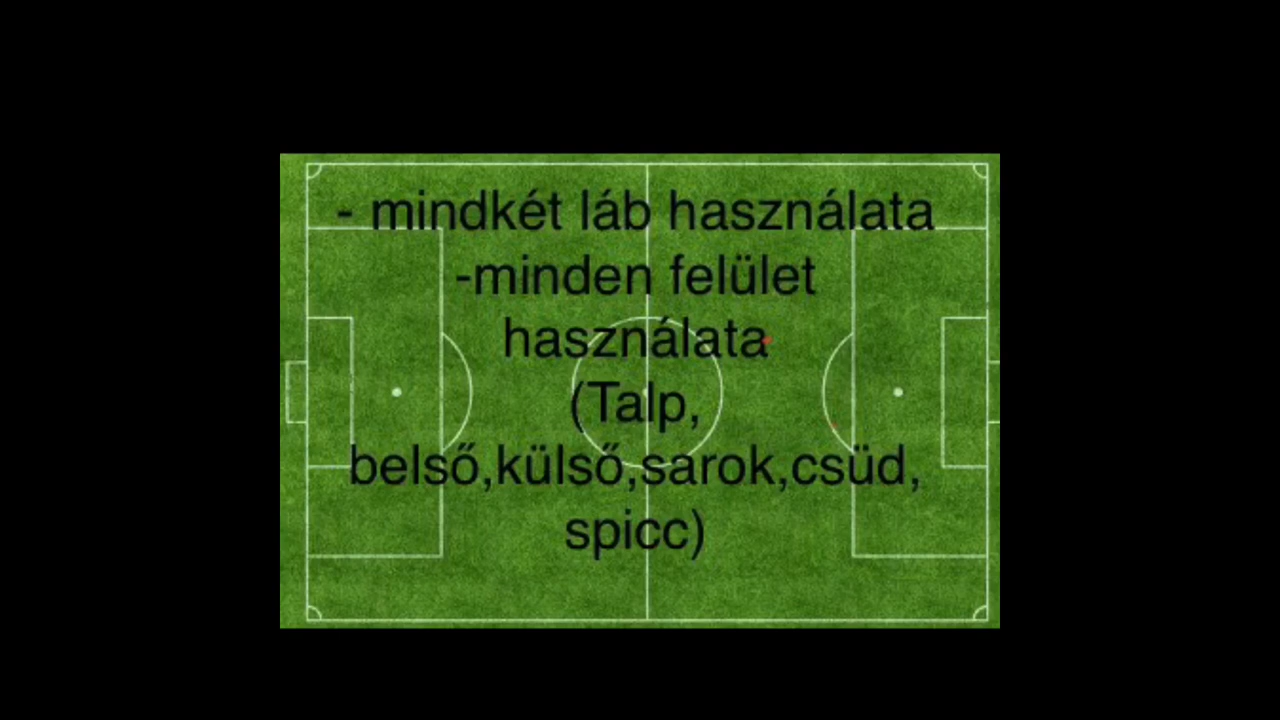 - mindkét láb használata
-minden felület
használata
(Talp,
belső,külső,sarok,csüd,
spicc)